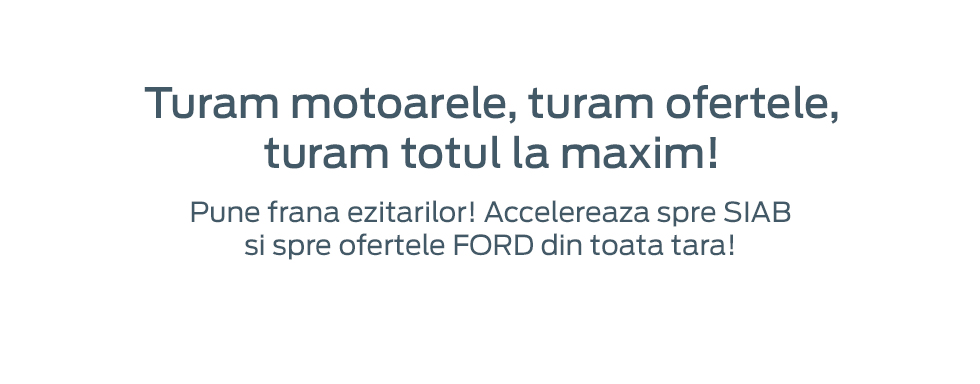 Turam motoarele, turam ofertele,
turam totul la maxim!
Pune frana ezitarilor! Accelereaza spre SIAB
si spre ofertele FORD din toata tara!